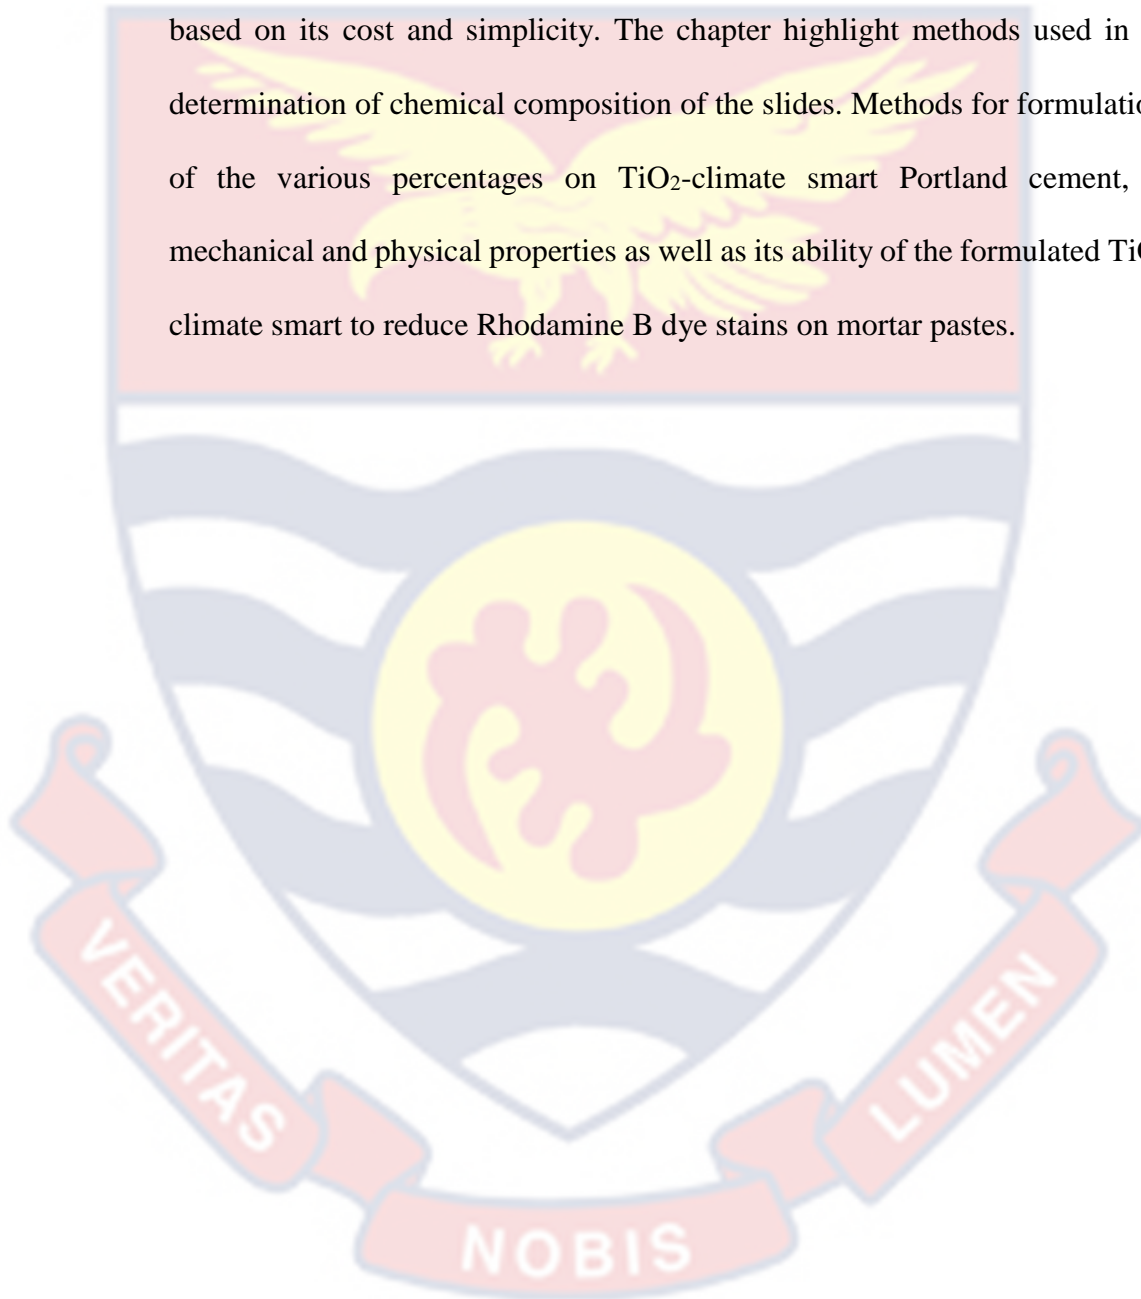 based on its cost and simplicity. The chapter highlight methods used in
determination of chemical composition of the slides. Methods for formulatio
of the various percentages on TiO₂-climate smart Portland cement,
mechanical and physical properties as well as its ability of the formulated TiO
climate smart to reduce Rhodamine B dye stains on mortar pastes.
VERITAS
NOBIS
LUMEN